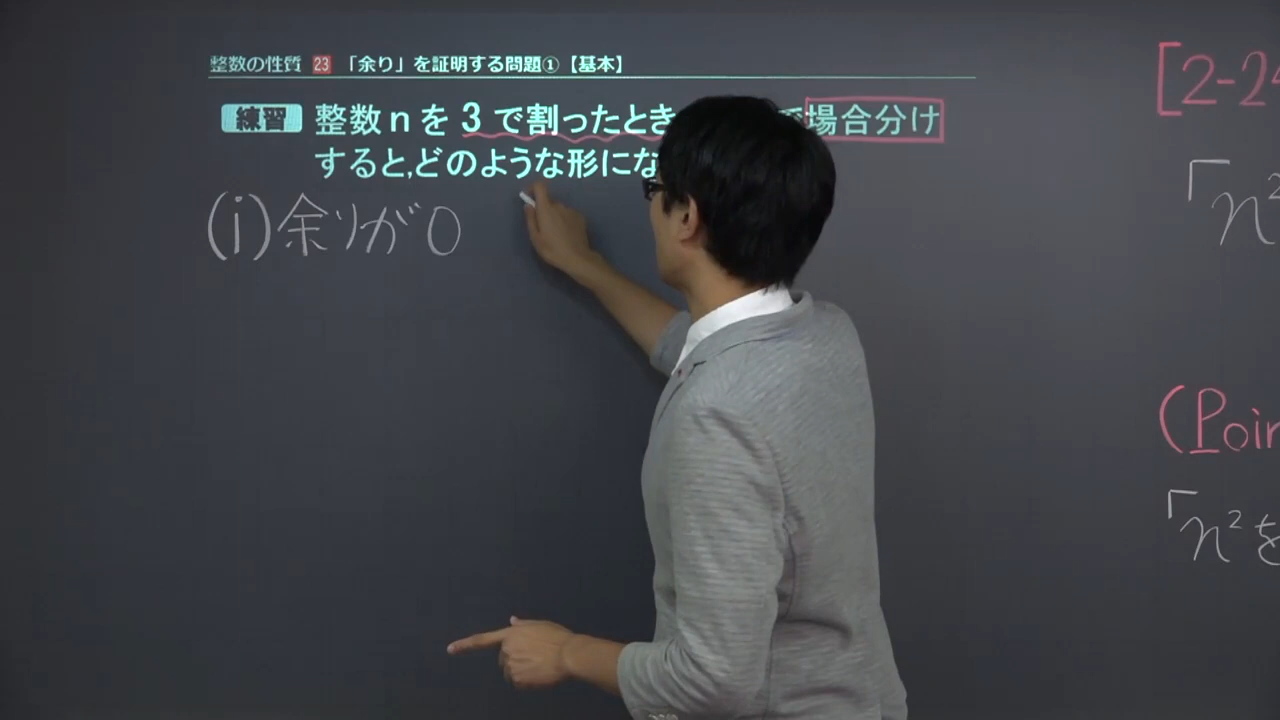 整数の性質 23 「余り」を証明する問題①【基本】
練習 整数nを3で割ったとき 場合分け
すると,どのような形にな
(i)余りが0
[2-24
「n²
(Poin
「n²を